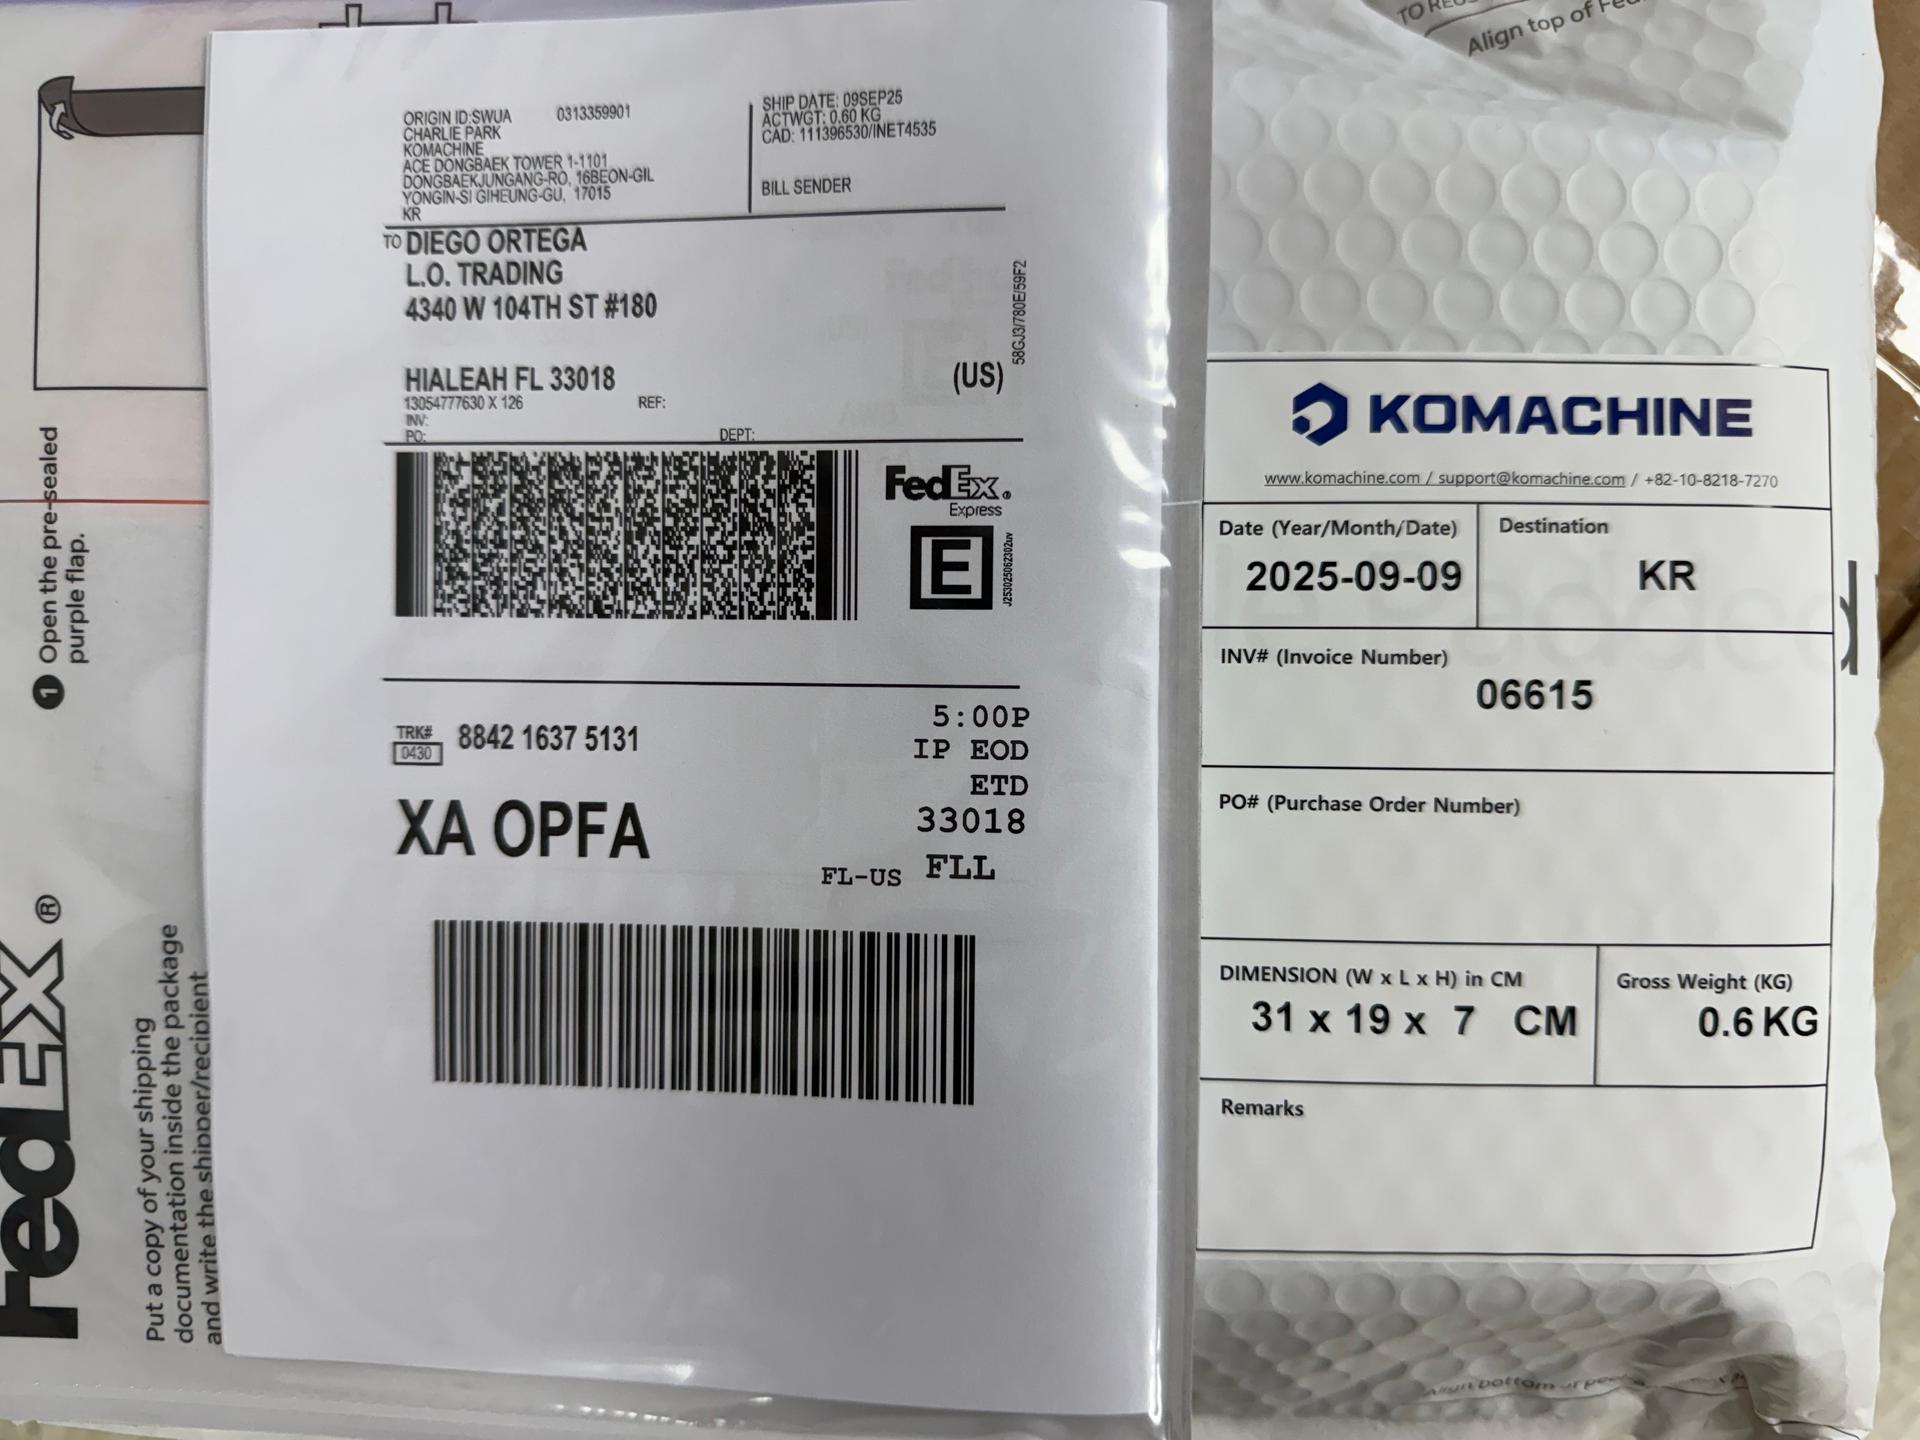 ORIGIN ID:SWUA 0313359901
CHARLIE PARK
KOMACHINE
ACE DONGBAEK TOWER 1-1101
DONGBAEKJUNGANG-RO, 16BEON-GIL
YONGIN-SI GIHEUNG-GU, 17015
KR
SHIP DATE: 09SEP25
ACTWGT: 0.60 KG
CAD: 111396530/INET4535
BILL SENDER
TO DIEGO ORTEGA
L.O. TRADING
4340 W 104TH ST #180
HIALEAH FL 33018
(US)
13054777630 X 126 REF:
INV:
PO: DEPT:
58GJ3/780E/59F2
FedEx®
Express
E
J253025062302uv
TRK# 8842 1637 5131
0430
5:00P
IP EOD
ETD
33018
XA OPFA
FL-US FLL
1 Open the pre-sealed
purple flap.
FedEx®
Put a copy of your shipping
documentation inside the package
and write the shipper/recipient
Align top of
KOMACHINE
www.komachine.com / support@komachine.com / +82-10-8218-7270
Date (Year/Month/Date)
2025-09-09
Destination
KR
INV# (Invoice Number)
06615
PO# (Purchase Order Number)
DIMENSION (W x L x H) in CM
31 x 19 x 7 CM
Gross Weight (KG)
0.6 KG
Remarks
Align bottom of